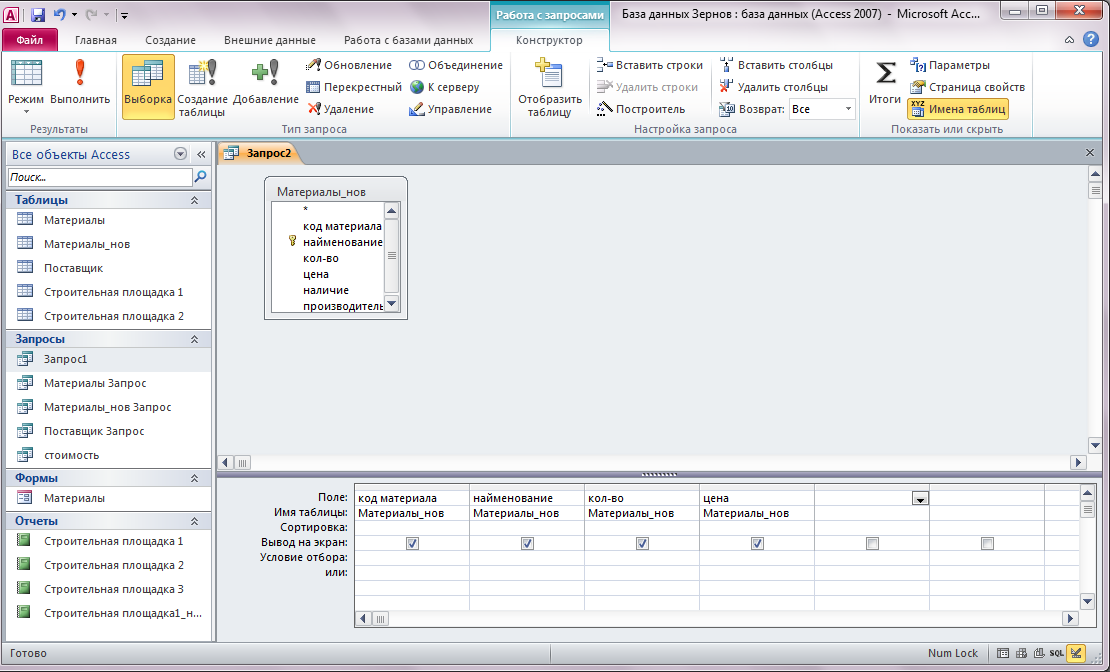 Работа с запросами
База данных Зернов : база данных (Access 2007) - Microsoft Acc...
Файл
Главная
Создание
Внешние данные
Работа с базами данных
Конструктор
Режим
Выполнить
Выборка
Создание таблицы
Добавление
Обновление
Перекрестный
Удаление
Объединение
К серверу
Управление
Отобразить таблицу
Вставить строки
Удалить строки
Построитель
Вставить столбцы
Удалить столбцы
Возврат: Все
Итоги
Параметры
Страница свойств
Имена таблиц
Результаты
Тип запроса
Настройка запроса
Показать или скрыть
Все объекты Access
Поиск...
Таблицы
Материалы
Материалы_нов
Поставщик
Строительная площадка 1
Строительная площадка 2
Запросы
Запрос1
Материалы Запрос
Материалы_нов Запрос
Поставщик Запрос
стоимость
Формы
Материалы
Отчеты
Строительная площадка 1
Строительная площадка 2
Строительная площадка 3
Строительная площадка1_н...
Запрос2
Материалы_нов
*
код материала
найменование
кол-во
цена
наличие
производитель
Поле: код материала найменование кол-во цена
Имя таблицы: Материалы_нов Материалы_нов Материалы_нов Материалы_нов
Сортировка:
Вывод на экран:
Условие отбора:
или:
Готово
Num Lock
SQL